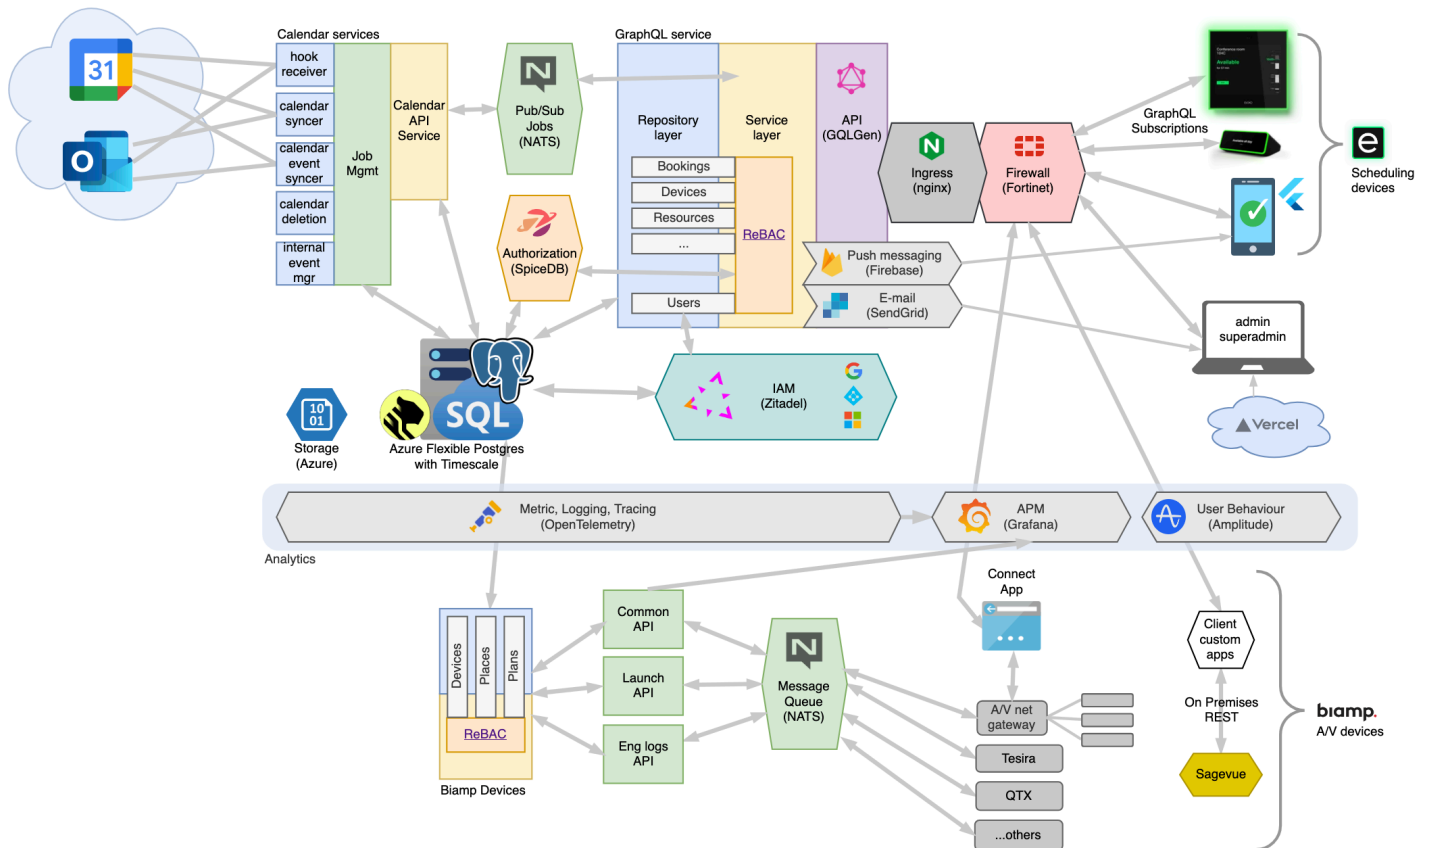 Calendar services
31
O
hook
receiver
calendar
syncer
calendar
event
syncer
calendar
deletion
internal
event
mgr
Job
Mgmt
Calendar
API
Service
Pub/Sub
Jobs
(NATS)
Authorization
(SpiceDB)
GraphQL service
Repository
layer
Service
layer
API
(GQLGen)
Bookings
Devices
Resources
...
Users
ReBAC
Ingress
(nginx)
Firewall
(Fortinet)
Push messaging
(Firebase)
E-mail
(SendGrid)
GraphQL
Subscriptions
Available
e
Scheduling
devices
admin
superadmin
Vercel
IAM
(Zitadel)
10
01
Storage
(Azure)
SQL
Azure Flexible Postgres
with Timescale
Metric, Logging, Tracing
(OpenTelemetry)
APM
(Grafana)
User Behaviour
(Amplitude)
Analytics
Devices
Places
Plans
ReBAC
Biamp Devices
Common
API
Launch
API
Eng logs
API
Message
Queue
(NATS)
Connect
App
A/V net
gateway
Tesira
QTX
...others
Client
custom
apps
On Premises
REST
Sagevue
biamp.
A/V devices